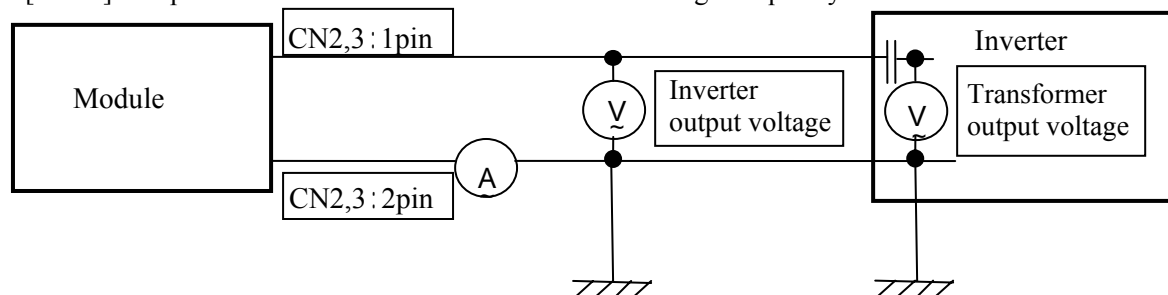 CN2,3 : 1pin
Inverter
Module
Inverter
output voltage
V
~
Transformer
output voltage
V
~
A
~
CN2,3 : 2pin